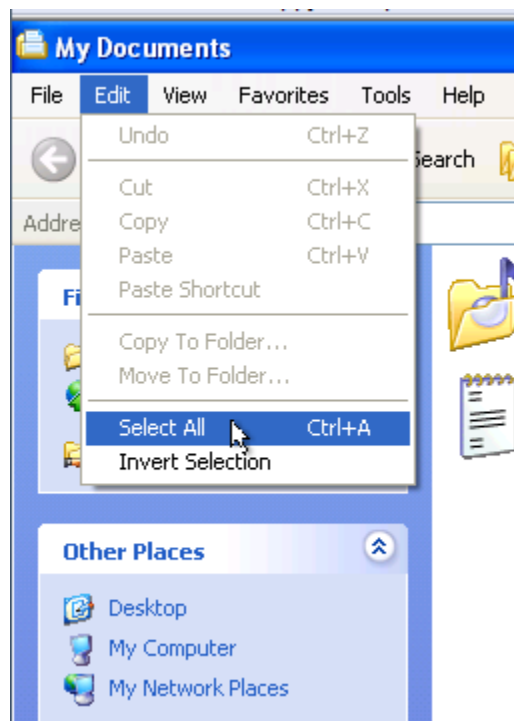 My Documents
File Edit View Favorites Tools Help
Undo Ctrl+Z
Cut Ctrl+X
Copy Ctrl+C
Paste Ctrl+V
Paste Shortcut
Copy To Folder...
Move To Folder...
Select All Ctrl+A
Invert Selection
Other Places
Desktop
My Computer
My Network Places